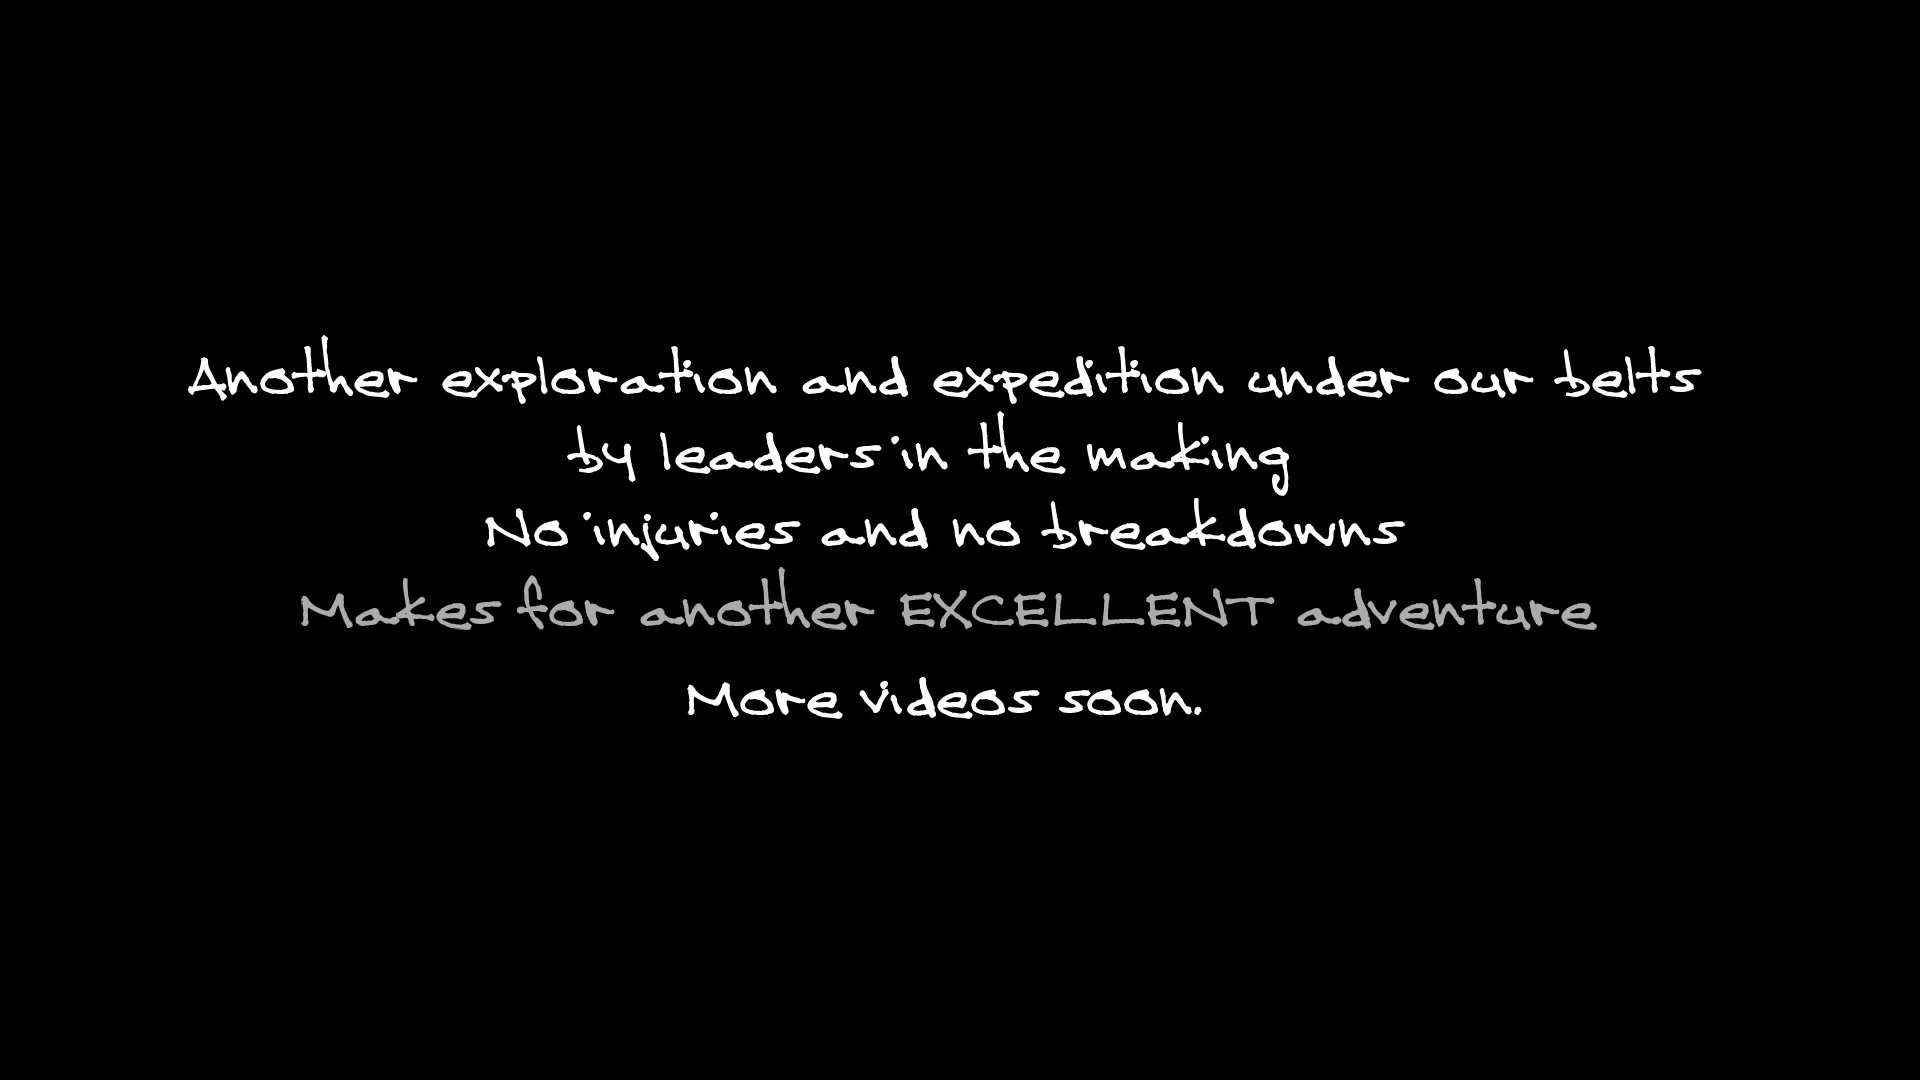 Another exploration and expedition under our belts
by leaders in the making
No injuries and no breakdowns
Makes for another EXCELLENT adventure
More videos soon.